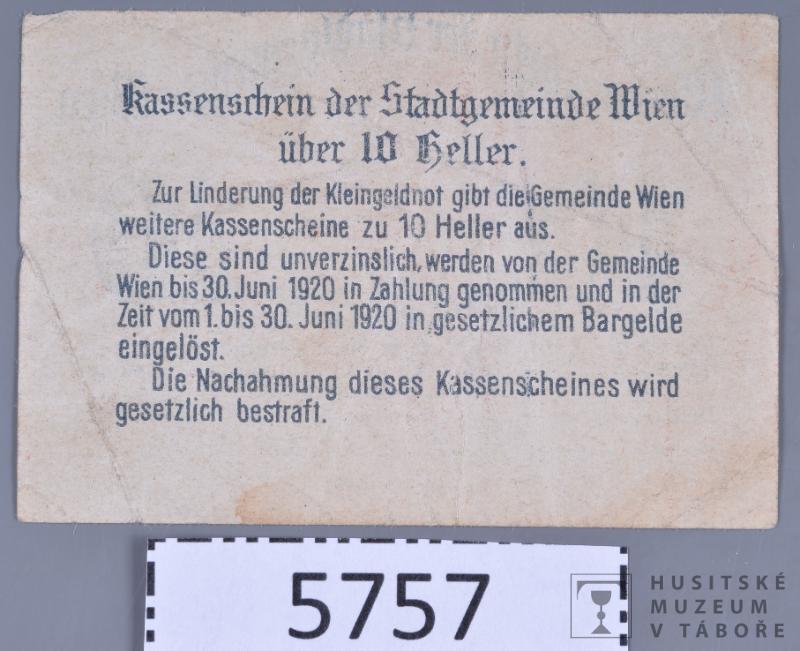 Kassenschein der Stadtgemeinde Wien
über 10 Heller.
Zur Linderung der Kleingeldnot gibt die Gemeinde Wien
weitere Kassenscheine zu 10 Heller aus.
Diese sind unverzinslich, werden von der Gemeinde
Wien bis 30. Juni 1920 in Zahlung genommen und in der
Zeit vom 1. bis 30. Juni 1920 in gesetzlichem Bargelde
eingelöst.
Die Nachahmung dieses Kassenscheines wird
gesetzlich bestraft.
5757
HUSITSKÉ
MUZEUM
V TÁBOŘE